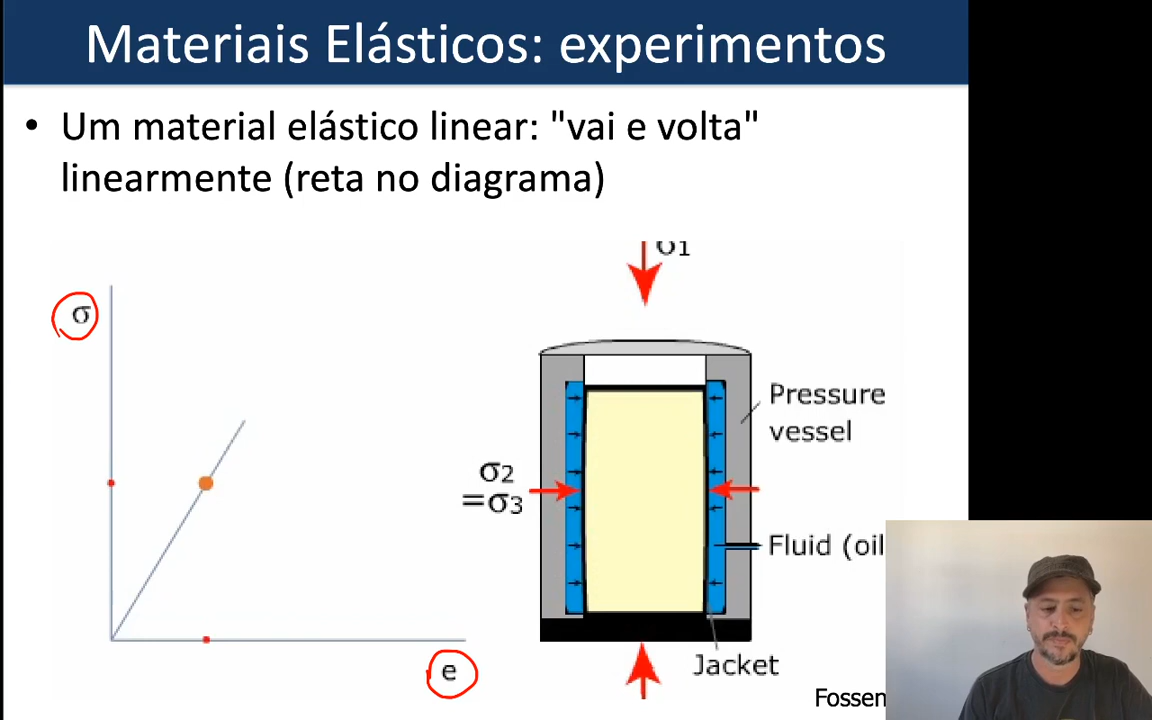 Materiais Elásticos: experimentos
• Um material elástico linear: "vai e volta"
linearmente (reta no diagrama)
σ1
σ
Pressure
vessel
σ2
=σ3
Fluid (oil
e
Jacket
Fossen